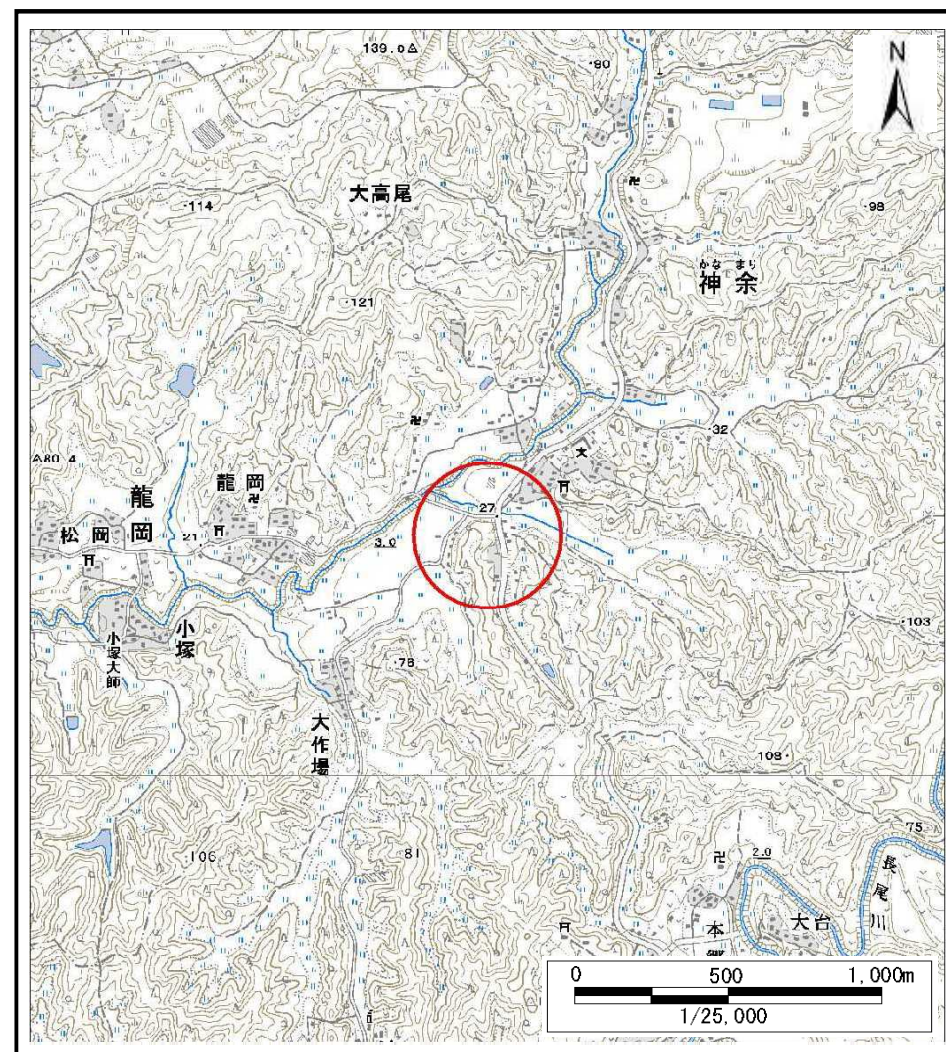 139.0
90
N
大高尾
114
98
かなまり
神余
121
32
80.4
龍岡
龍岡
文
27
松岡
21
3.0
小塚
103
小塚大師
76
大作場
108
75
2.0
106
81
長尾川
大台
本郷
0 500 1,000m
1/25,000